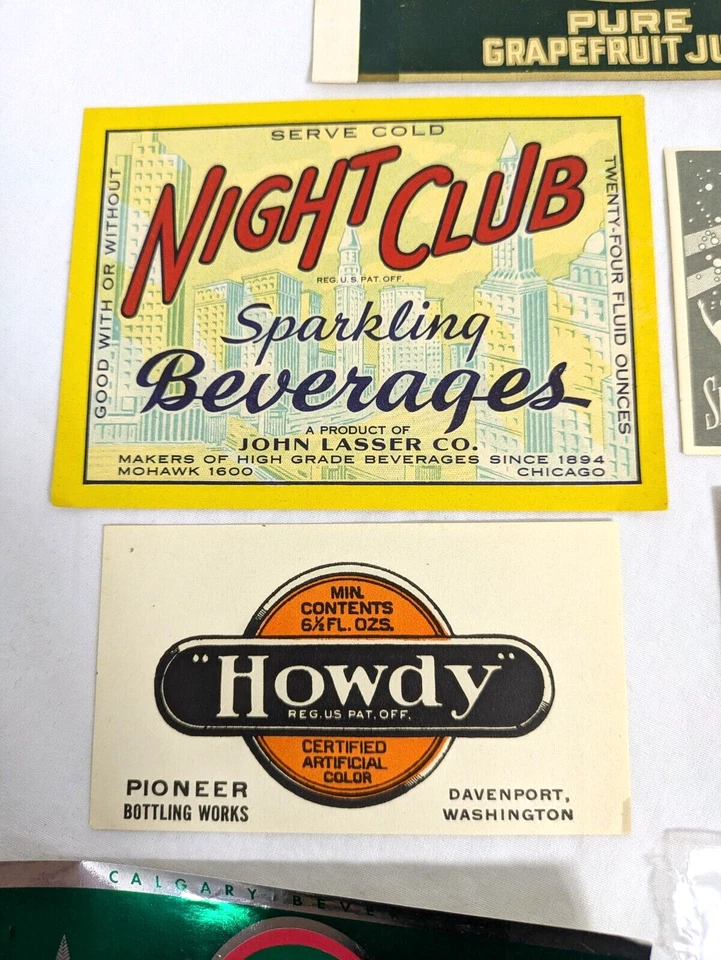 PURE
GRAPEFRUIT
SERVE COLD
GOOD WITH OR WITHOUT
NIGHT CLUB
TWENTY-FOUR FLUID OUNCES
REG. U.S. PAT. OFF.
Sparkling
Beverages
A PRODUCT OF
JOHN LASSER CO.
MAKERS OF HIGH GRADE BEVERAGES SINCE 1894
MOHAWK 1600 CHICAGO
MIN.
CONTENTS
6½ FL. OZS.
"Howdy"
REG. US PAT. OFF.
CERTIFIED
ARTIFICIAL
COLOR
PIONEER
BOTTLING WORKS
DAVENPORT,
WASHINGTON
CALGARY